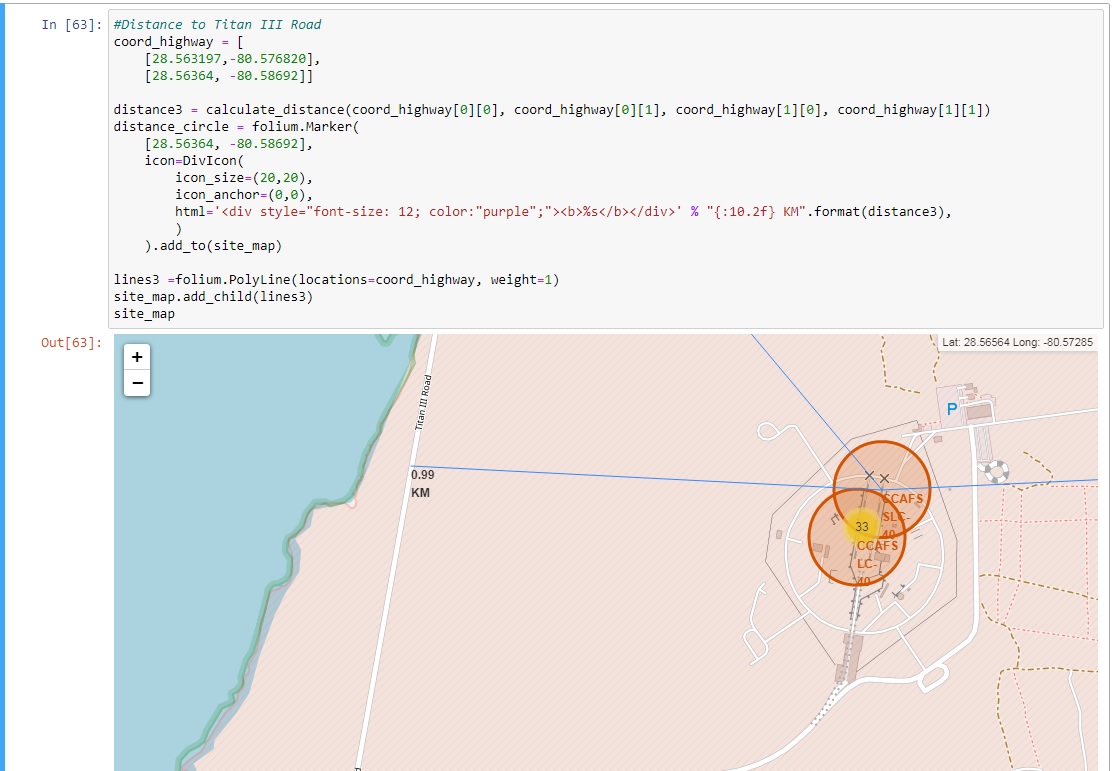 In [63]:
#Distance to Titan III Road
coord_highway = [
    [28.563197,-80.576820],
    [28.56364, -80.58692]]
distance3 = calculate_distance(coord_highway[0][0], coord_highway[0][1], coord_highway[1][0], coord_highway[1][1])
distance_circle = folium.Marker(
    [28.56364, -80.58692],
    icon=DivIcon(
        icon_size=(20,20),
        icon_anchor=(0,0),
        html='<div style="font-size: 12; color:"purple";"><b>%s</b></div>' % "{:10.2f} KM".format(distance3),
        )
    ).add_to(site_map)
lines3 =folium.PolyLine(locations=coord_highway, weight=1)
site_map.add_child(lines3)
site_map
Out[63]:
+
−
Lat: 28.56564 Long: -80.57285
Titan III Road
P
0.99
KM
CCAFS
SLC-
40
33
CCAFS
LC-
40